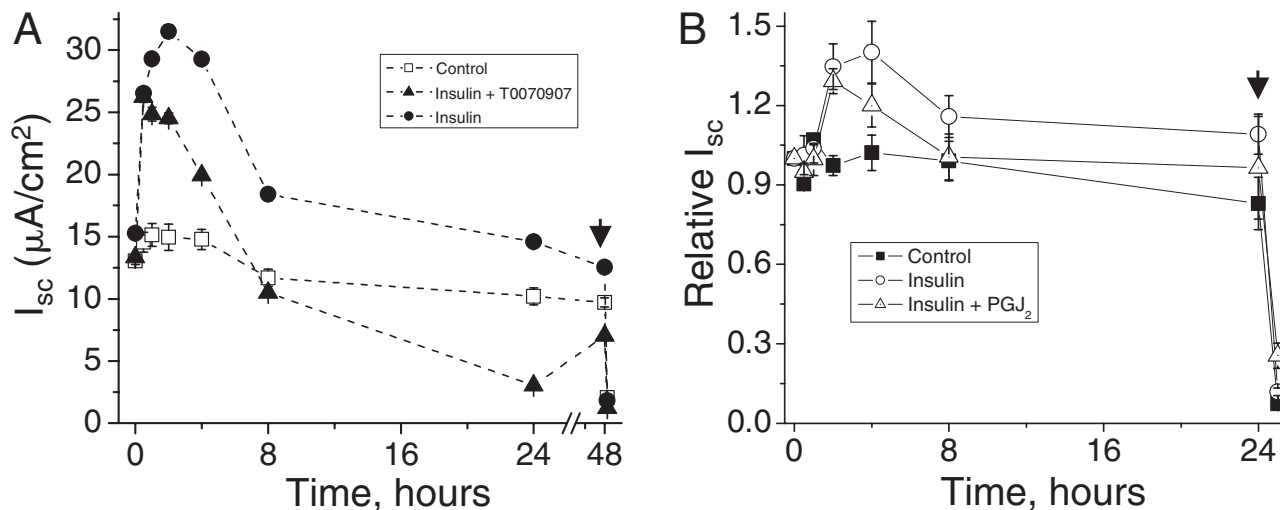 A
I_sc (μA/cm²)
30
25
20
15
10
5
0
Control
Insulin + T0070907
Insulin
0
8
16
24
48
Time, hours
B
Relative I_sc
1.5
1.2
0.9
0.6
0.3
0.0
Control
Insulin
Insulin + PGJ₂
0
8
16
24
Time, hours